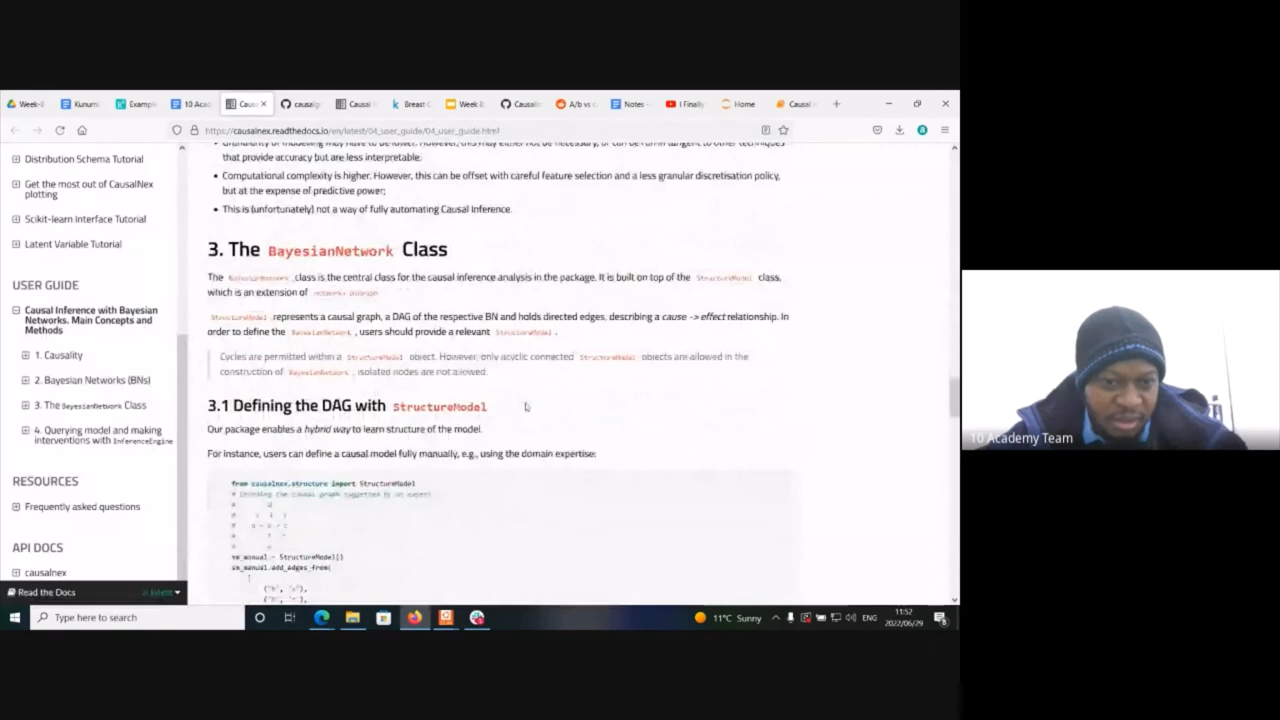 Week-
Kunumi
Example
10 Aca
Caus
causalg
Causal I
Breast C
Week 8
A/b vs c
Notes -
I Finally
Home
Causal
https://causalnex.readthedocs.io/en/latest/04_user_guide/04_user_guide.html
Distribution Schema Tutorial
Get the most out of CausalNex
plotting
Scikit-learn Interface Tutorial
Latent Variable Tutorial
USER GUIDE
Causal Inference with Bayesian
Networks. Main Concepts and
Methods
1. Causality
2. Bayesian Networks (BNs)
3. The BayesianNetwork Class
4. Querying model and making
interventions with InferenceEngine
RESOURCES
Frequently asked questions
API DOCS
causalnex
Read the Docs
v: latest
that provide accuracy but are less interpretable;
• Computational complexity is higher. However, this can be offset with careful feature selection and a less granular discretisation policy,
but at the expense of predictive power;
• This is (unfortunately) not a way of fully automating Causal Inference.
3. The BayesianNetwork Class
The BayesianNetwork class is the central class for the causal inference analysis in the package. It is built on top of the StructureModel class,
which is an extension of networkx.DiGraph
StructureModel represents a causal graph, a DAG of the respective BN and holds directed edges, describing a cause -> effect relationship. In
order to define the BayesianNetwork , users should provide a relevant StructureModel .
Cycles are permitted within a StructureModel object. However, only acyclic connected StructureModel objects are allowed in the
construction of BayesianNetwork , isolated nodes are not allowed.
3.1 Defining the DAG with StructureModel
Our package enables a hybrid way to learn structure of the model.
For instance, users can define a causal model fully manually, e.g., using the domain expertise:
from causalnex.structure import StructureModel
# Encoding the causal graph suggested by an expert
sm_manual = StructureModel()
sm_manual.add_edges_from(
[
("b", "a"),
10 Academy Team
Type here to search
11°C Sunny
ENG
11:52
2022/06/29